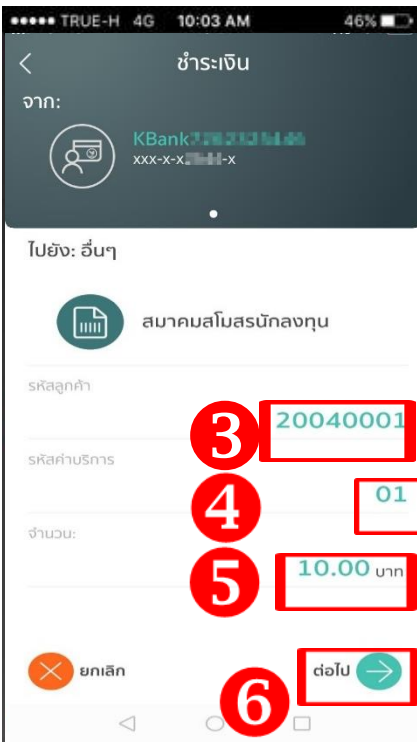 TRUE-H 4G 10:03 AM 46%
ชำระเงิน
จาก:
KBank
xxx-x-x -x
ไปยัง: อื่นๆ
สมาคมสโมสรนักลงทุน
รหัสลูกค้า
3 20040001
รหัสค่าบริการ
4 01
จำนวน:
5 10.00 บาท
ยกเลิก 6 ต่อไป